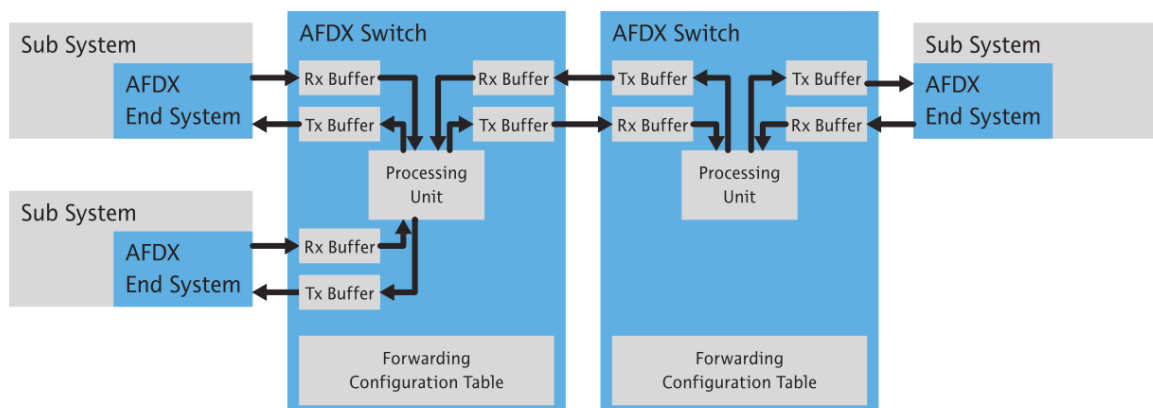 Sub System
AFDX
End System
Sub System
AFDX
End System
AFDX Switch
Rx Buffer
Rx Buffer
Tx Buffer
Tx Buffer
Processing
Unit
Rx Buffer
Tx Buffer
Forwarding
Configuration Table
AFDX Switch
Tx Buffer
Tx Buffer
Rx Buffer
Rx Buffer
Processing
Unit
Forwarding
Configuration Table
Sub System
AFDX
End System